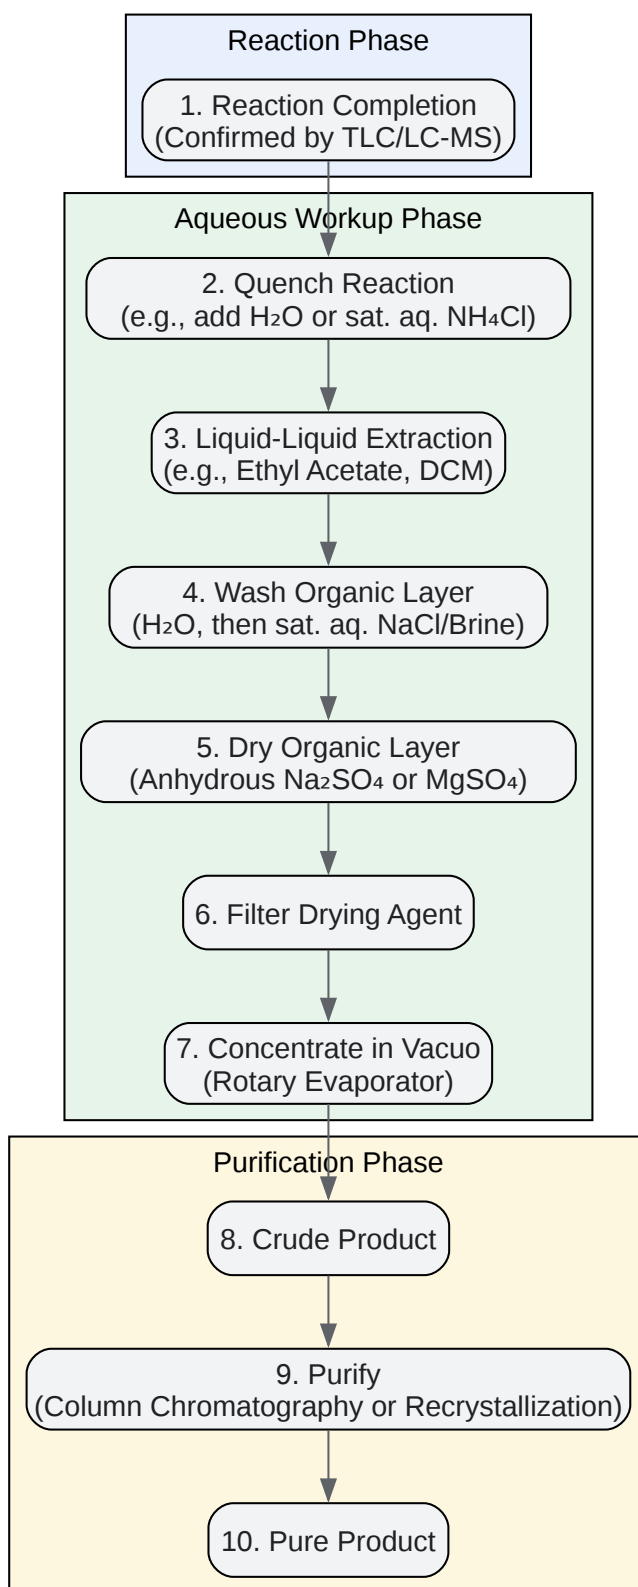 Reaction Phase
1. Reaction Completion
(Confirmed by TLC/LC-MS)
Aqueous Workup Phase
2. Quench Reaction
(e.g., add H₂O or sat. aq. NH₄Cl)
3. Liquid-Liquid Extraction
(e.g., Ethyl Acetate, DCM)
4. Wash Organic Layer
(H₂O, then sat. aq. NaCl/Brine)
5. Dry Organic Layer
(Anhydrous Na₂SO₄ or MgSO₄)
6. Filter Drying Agent
7. Concentrate in Vacuo
(Rotary Evaporator)
Purification Phase
8. Crude Product
9. Purify
(Column Chromatography or Recrystallization)
10. Pure Product